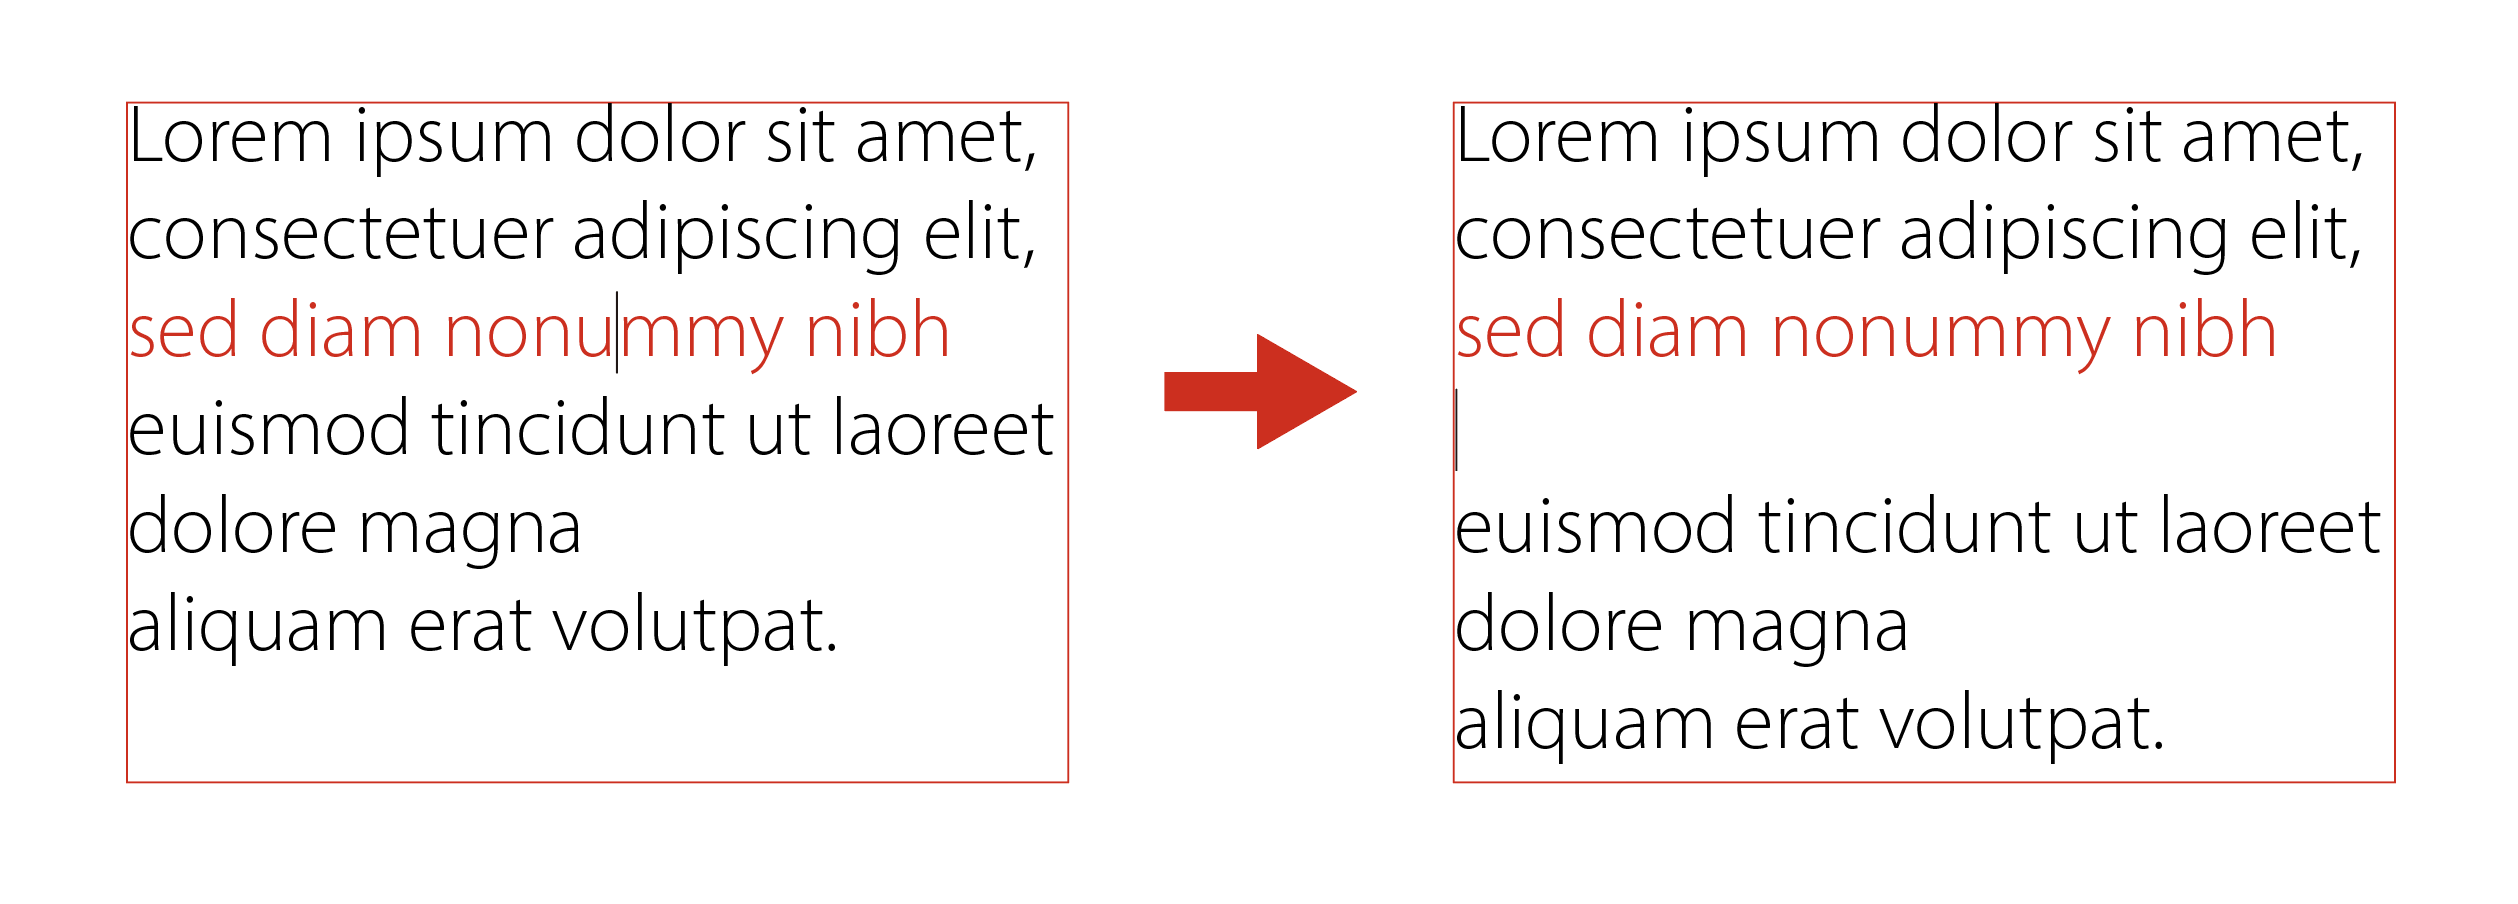 Lorem ipsum dolor sit amet,
consectetuer adipiscing elit,
sed diam nonummy nibh
euismod tincidunt ut laoreet
dolore magna
aliquam erat volutpat.
Lorem ipsum dolor sit amet,
consectetuer adipiscing elit,
sed diam nonummy nibh
euismod tincidunt ut laoreet
dolore magna
aliquam erat volutpat.